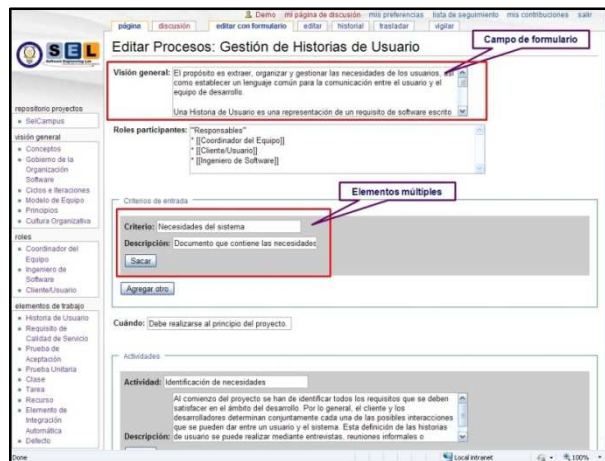 Demo mi página de discusión mis preferencias lista de seguimiento mis contribuciones salir
página discusión editar con formulario editar historial trasladar vigilar
SEL
Software Engineering Lab
Editar Procesos: Gestión de Historias de Usuario
Campo de formulario
Visión general: El propósito es extraer, organizar y gestionar las necesidades de los usuarios, así
como establecer un lenguaje común para la comunicación entre el usuario y el
equipo de desarrollo.
Una Historia de Usuario es una representación de un requisito de software escrito
Roles participantes: '''Responsables'''
* [[Coordinador del Equipo]]
* [[Cliente/Usuario]]
* [[Ingeniero de Software]]
Elementos múltiples
Criterios de entrada
Criterio: Necesidades del sistema
Descripción: Documento que contiene las necesidades
Sacar
Agregar otro
Cuándo: Debe realizarse al principio del proyecto.
Actividades
Actividad: Identificación de necesidades
Al comienzo del proyecto se han de identificar todos los requisitos que se deben
satisfacer en el ámbito del desarrollo. Por lo general, el cliente y los
desarrolladores determinan conjuntamente cada una de las posibles interacciones
que se pueden dar entre un usuario y el sistema. Esta definición de las historias
Descripción: de usuario se puede realizar mediante entrevistas, reuniones informales o
repositorio proyectos
SelCampus
visión general
Conceptos
Gobierno de la
Organización
Software
Ciclos e Iteraciones
Modelo de Equipo
Principios
Cultura Organizativa
roles
Coordinador del
Equipo
Ingeniero de
Software
Cliente/Usuario
elementos de trabajo
Historia de Usuario
Requisito de
Calidad de Servicio
Prueba de
Aceptación
Prueba Unitaria
Clase
Tarea
Recurso
Elemento de
Integración
Automática
Defecto
Done
Local intranet
100%